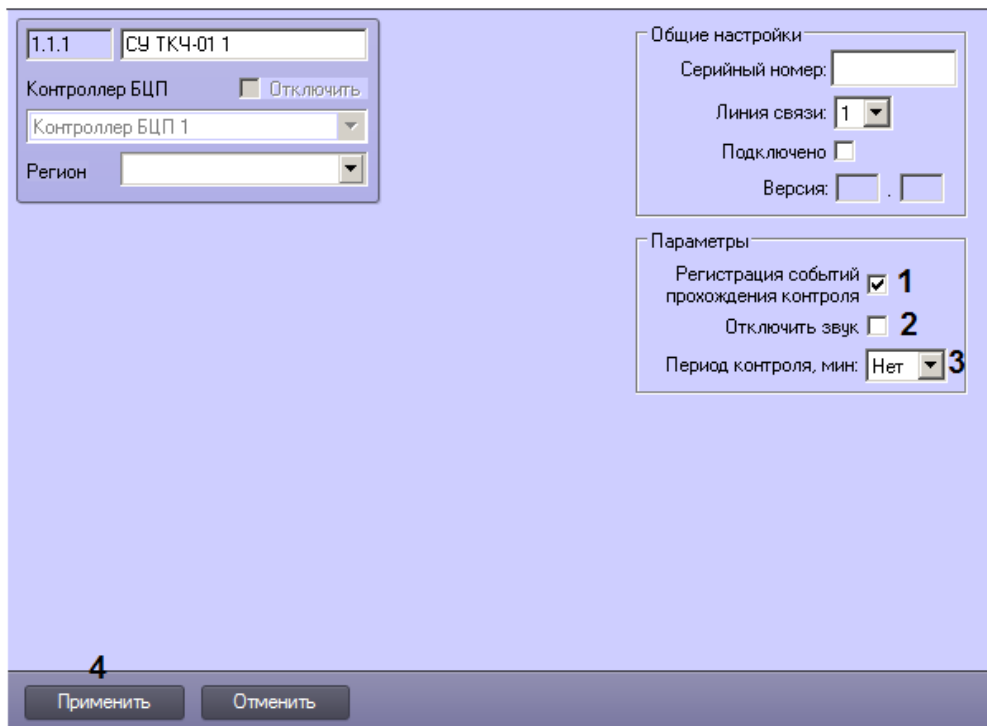 1.1.1 СУ ТКЧ-01 1
Контроллер БЦП Отключить
Контроллер БЦП 1
Регион
Общие настройки
Серийный номер:
Линия связи: 1
Подключено
Версия: .
Параметры
Регистрация событий
прохождения контроля 1
Отключить звук 2
Период контроля, мин: Нет 3
4
Применить Отменить